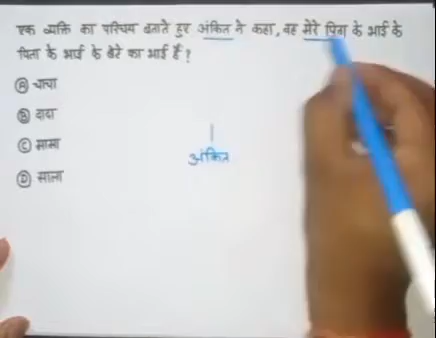 एक व्यक्ति का परिचय बताते हुए अंकित ने कहा, वह मेरे पिता के भाई के
पिता के भाई के बेटे का भाई हैं?
Ⓐ चाचा
Ⓑ दादा
Ⓒ मामा
Ⓓ साला
अंकित